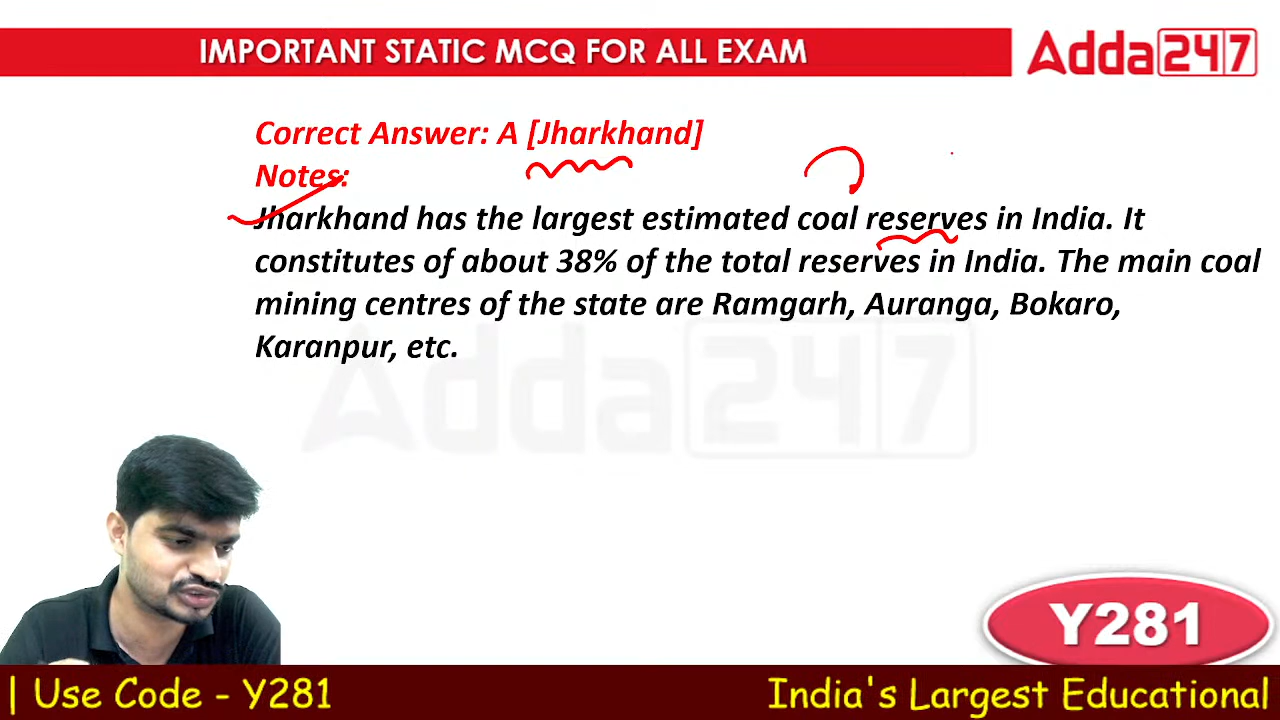 IMPORTANT STATIC MCQ FOR ALL EXAM
Adda247
Correct Answer: A [Jharkhand]
Notes:
Jharkhand has the largest estimated coal reserves in India. It
constitutes of about 38% of the total reserves in India. The main coal
mining centres of the state are Ramgarh, Auranga, Bokaro,
Karanpur, etc.
Adda247
Y281
| Use Code - Y281
India's Largest Educational